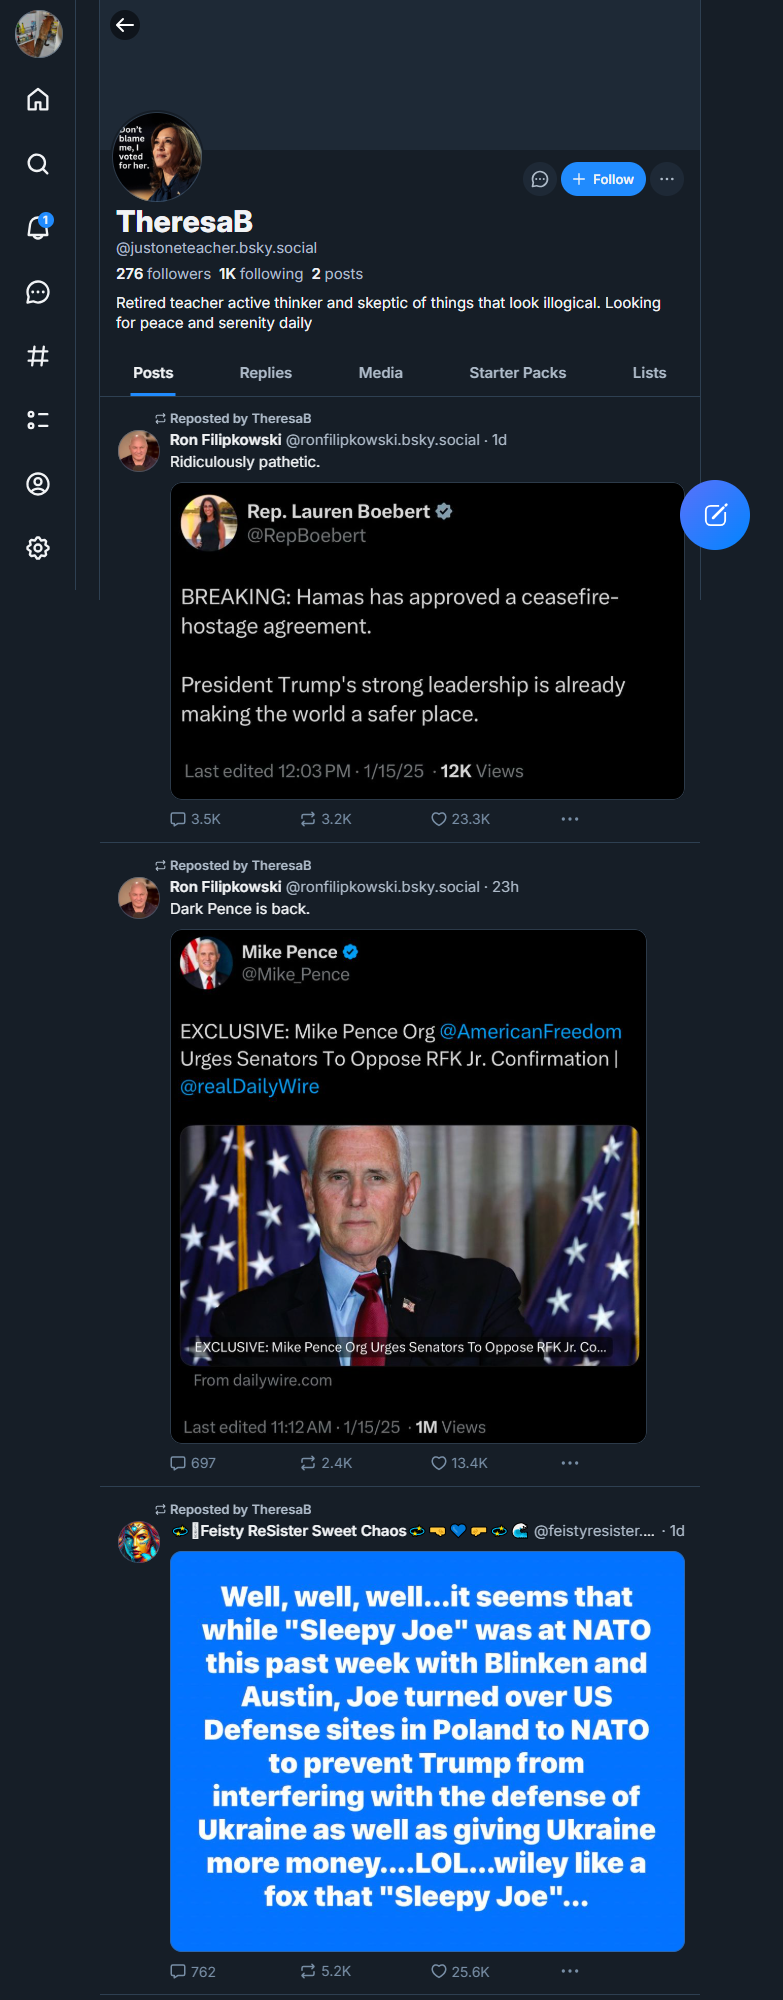 Don't
blame
me, I
voted
for her.
1
+ Follow
TheresaB
@justoneteacher.bsky.social
276 followers 1K following 2 posts
Retired teacher active thinker and skeptic of things that look illogical. Looking
for peace and serenity daily
Posts Replies Media Starter Packs Lists
Reposted by TheresaB
Ron Filipkowski @ronfilipkowski.bsky.social · 1d
Ridiculously pathetic.
Rep. Lauren Boebert
@RepBoebert
BREAKING: Hamas has approved a ceasefire-
hostage agreement.
President Trump's strong leadership is already
making the world a safer place.
Last edited 12:03 PM · 1/15/25 · 12K Views
3.5K 3.2K 23.3K
Reposted by TheresaB
Ron Filipkowski @ronfilipkowski.bsky.social · 23h
Dark Pence is back.
Mike Pence
@Mike_Pence
EXCLUSIVE: Mike Pence Org @AmericanFreedom
Urges Senators To Oppose RFK Jr. Confirmation |
@realDailyWire
EXCLUSIVE: Mike Pence Org Urges Senators To Oppose RFK Jr. Co...
From dailywire.com
Last edited 11:12 AM · 1/15/25 · 1M Views
697 2.4K 13.4K
Reposted by TheresaB
Feisty ReSister Sweet Chaos @feistyresister.... · 1d
Well, well, well...it seems that
while "Sleepy Joe" was at NATO
this past week with Blinken and
Austin, Joe turned over US
Defense sites in Poland to NATO
to prevent Trump from
interfering with the defense of
Ukraine as well as giving Ukraine
more money....LOL...wiley like a
fox that "Sleepy Joe"...
762 5.2K 25.6K